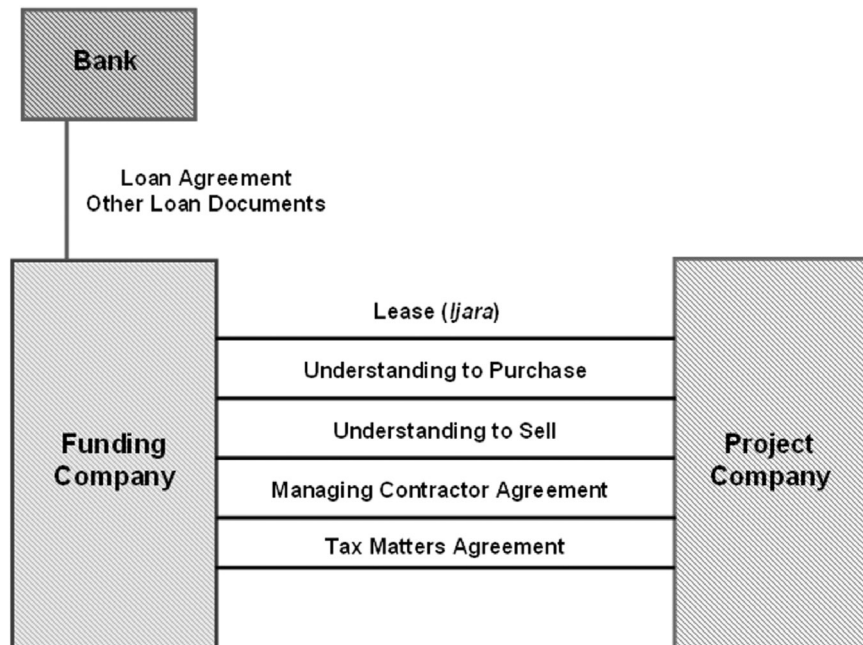 Bank
Loan Agreement
Other Loan Documents
Lease (Ijara)
Understanding to Purchase
Understanding to Sell
Managing Contractor Agreement
Tax Matters Agreement
Funding
Company
Project
Company